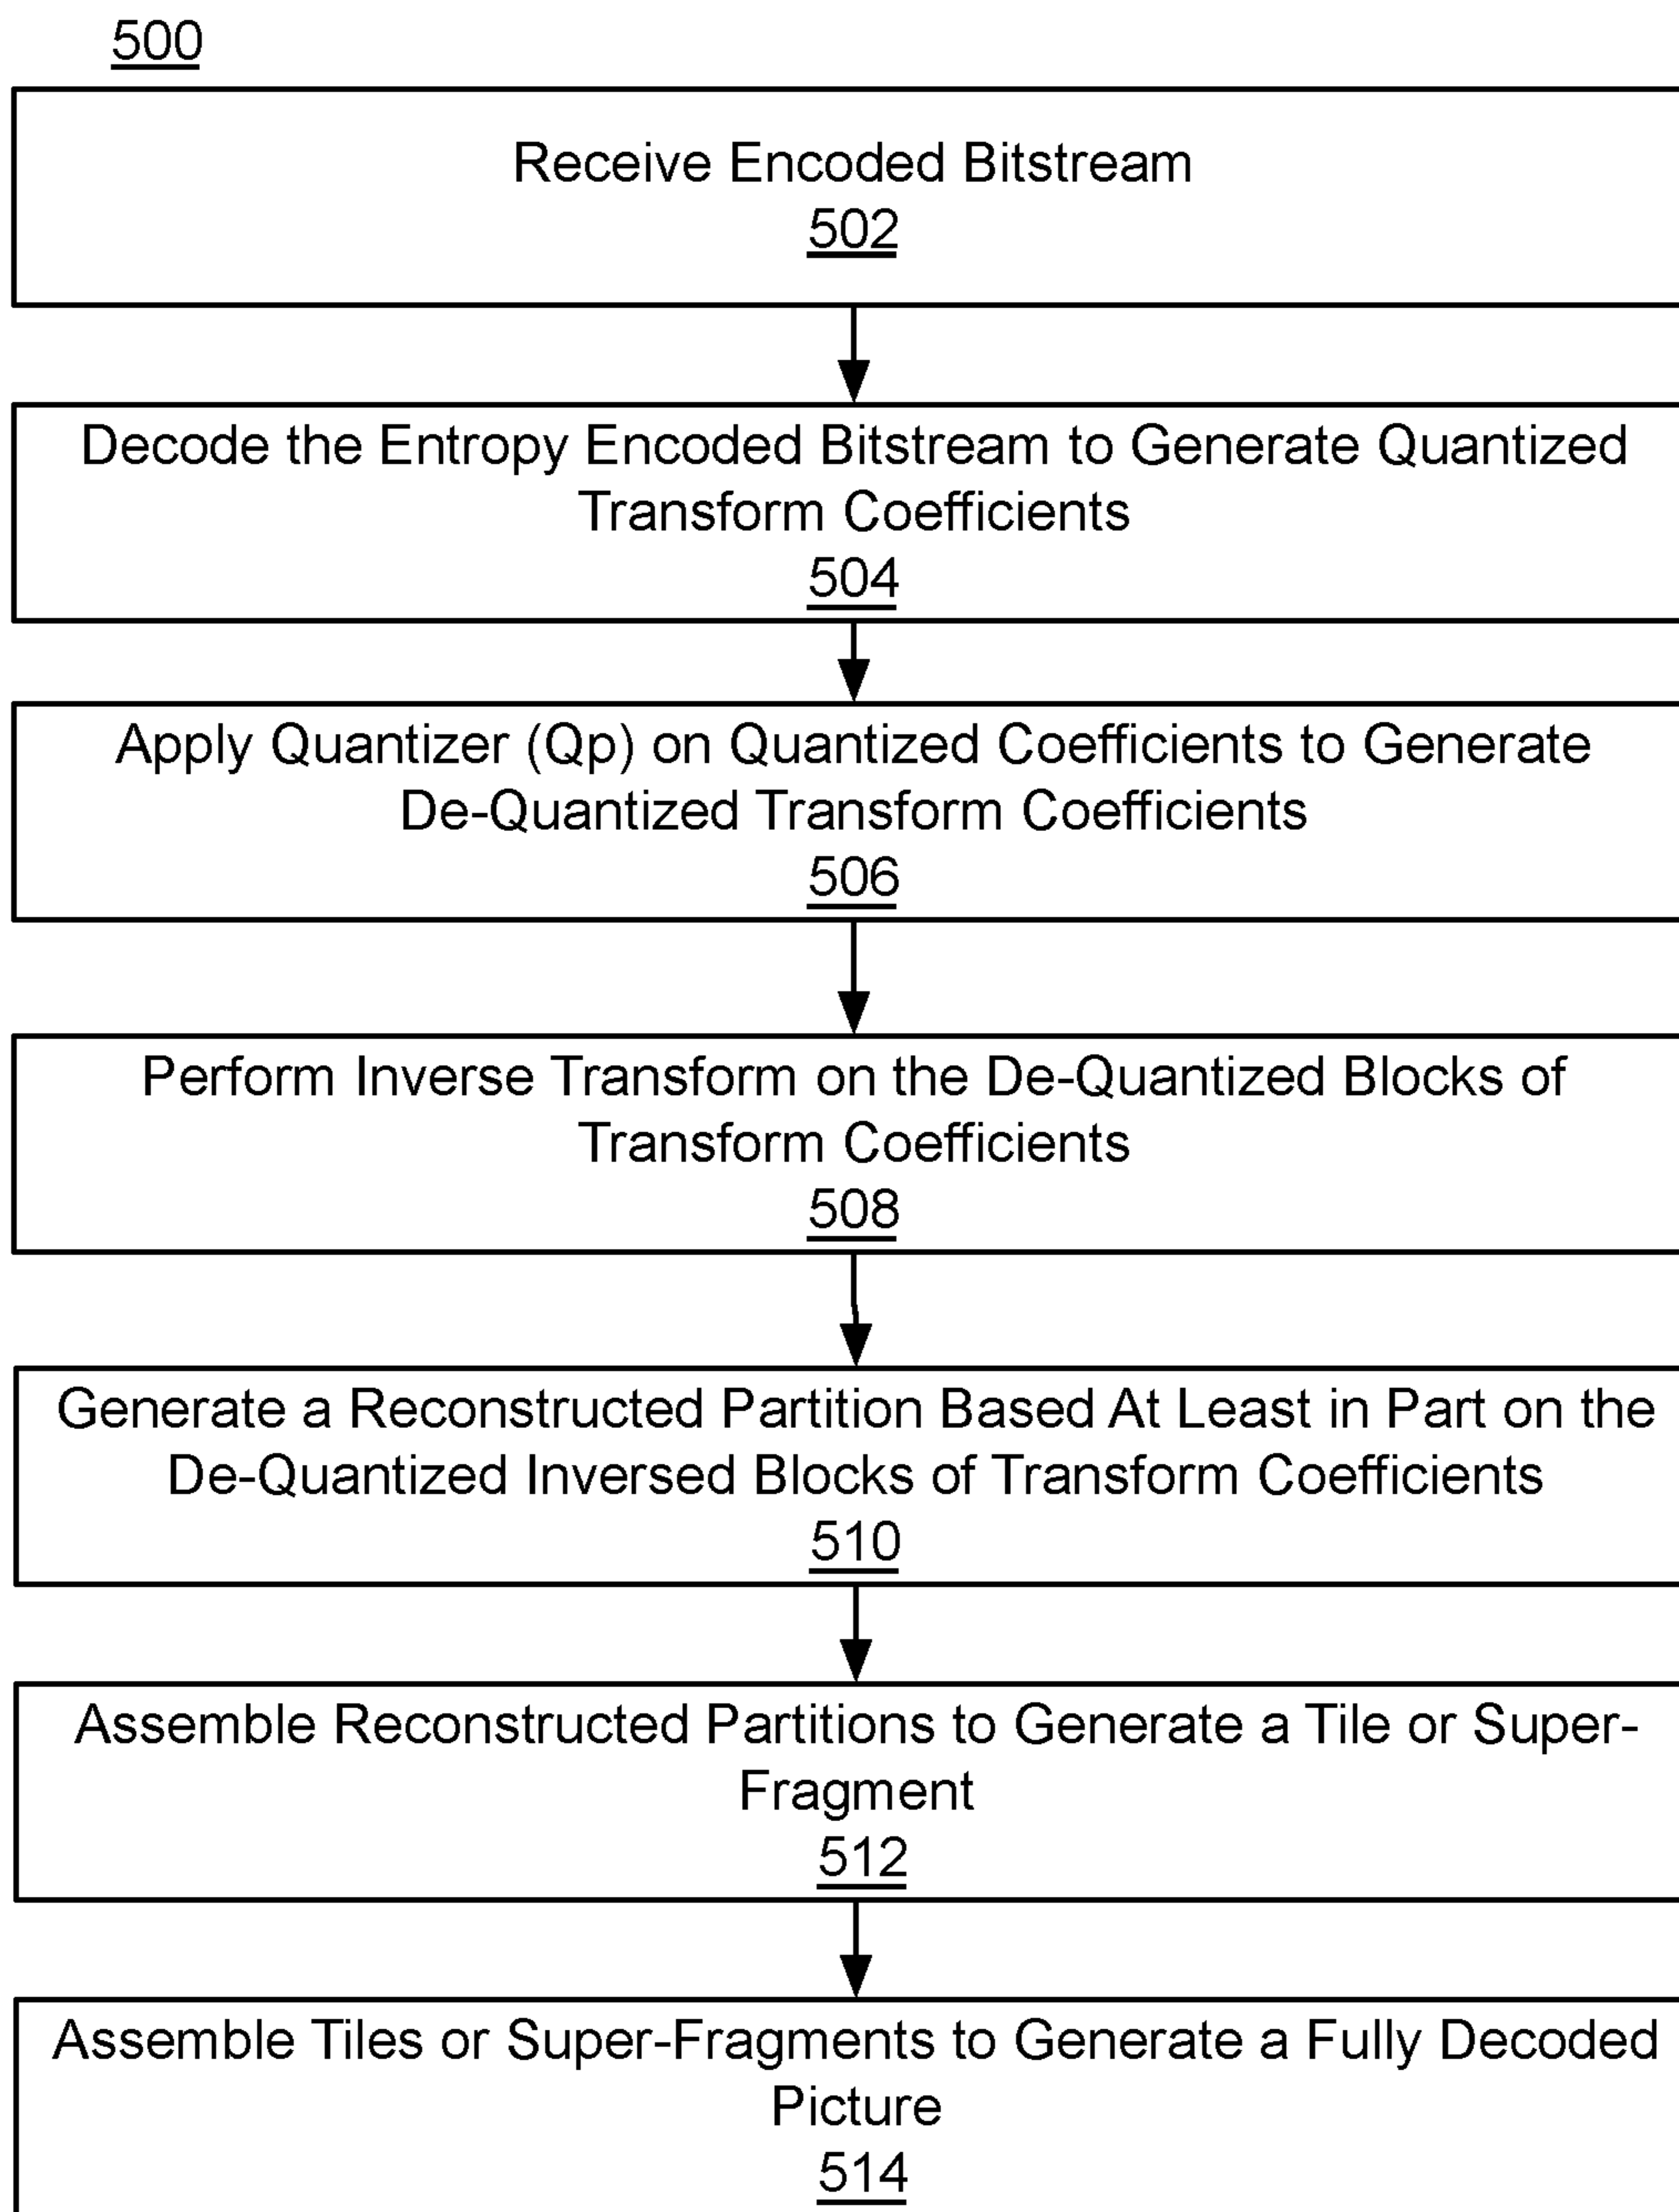 500
Receive Encoded Bitstream
502
Decode the Entropy Encoded Bitstream to Generate Quantized
Transform Coefficients
504
Apply Quantizer (Qp) on Quantized Coefficients to Generate
De-Quantized Transform Coefficients
506
Perform Inverse Transform on the De-Quantized Blocks of
Transform Coefficients
508
Generate a Reconstructed Partition Based At Least in Part on the
De-Quantized Inversed Blocks of Transform Coefficients
510
Assemble Reconstructed Partitions to Generate a Tile or Super-
Fragment
512
Assemble Tiles or Super-Fragments to Generate a Fully Decoded
Picture
514